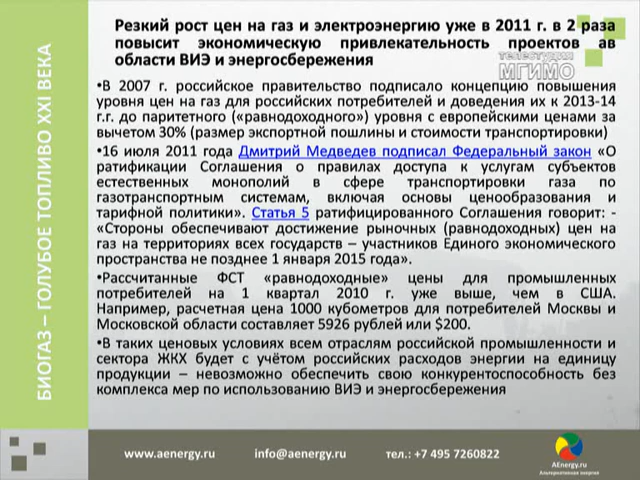 Резкий рост цен на газ и электроэнергию уже в 2011 г. в 2 раза
повысит экономическую привлекательность проектов ав
области ВИЭ и энергосбережения
телестудия
МГИМО
БИОГАЗ – ГОЛУБОЕ ТОПЛИВО XXI ВЕКА
•В 2007 г. российское правительство подписало концепцию повышения
уровня цен на газ для российских потребителей и доведения их к 2013-14
г.г. до паритетного («равнодоходного») уровня с европейскими ценами за
вычетом 30% (размер экспортной пошлины и стоимости транспортировки)
•16 июля 2011 года Дмитрий Медведев подписал Федеральный закон «О
ратификации Соглашения о правилах доступа к услугам субъектов
естественных монополий в сфере транспортировки газа по
газотранспортным системам, включая основы ценообразования и
тарифной политики». Статья 5 ратифицированного Соглашения говорит: -
«Стороны обеспечивают достижение рыночных (равнодоходных) цен на
газ на территориях всех государств – участников Единого экономического
пространства не позднее 1 января 2015 года».
•Рассчитанные ФСТ «равнодоходные» цены для промышленных
потребителей на 1 квартал 2010 г. уже выше, чем в США.
Например, расчетная цена 1000 кубометров для потребителей Москвы и
Московской области составляет 5926 рублей или $200.
•В таких ценовых условиях всем отраслям российской промышленности и
сектора ЖКХ будет с учётом российских расходов энергии на единицу
продукции – невозможно обеспечить свою конкурентоспособность без
комплекса мер по использованию ВИЭ и энергосбережения
www.aenergy.ru info@aenergy.ru тел.: +7 495 7260822
AEnergy.ru
Альтернативная энергия